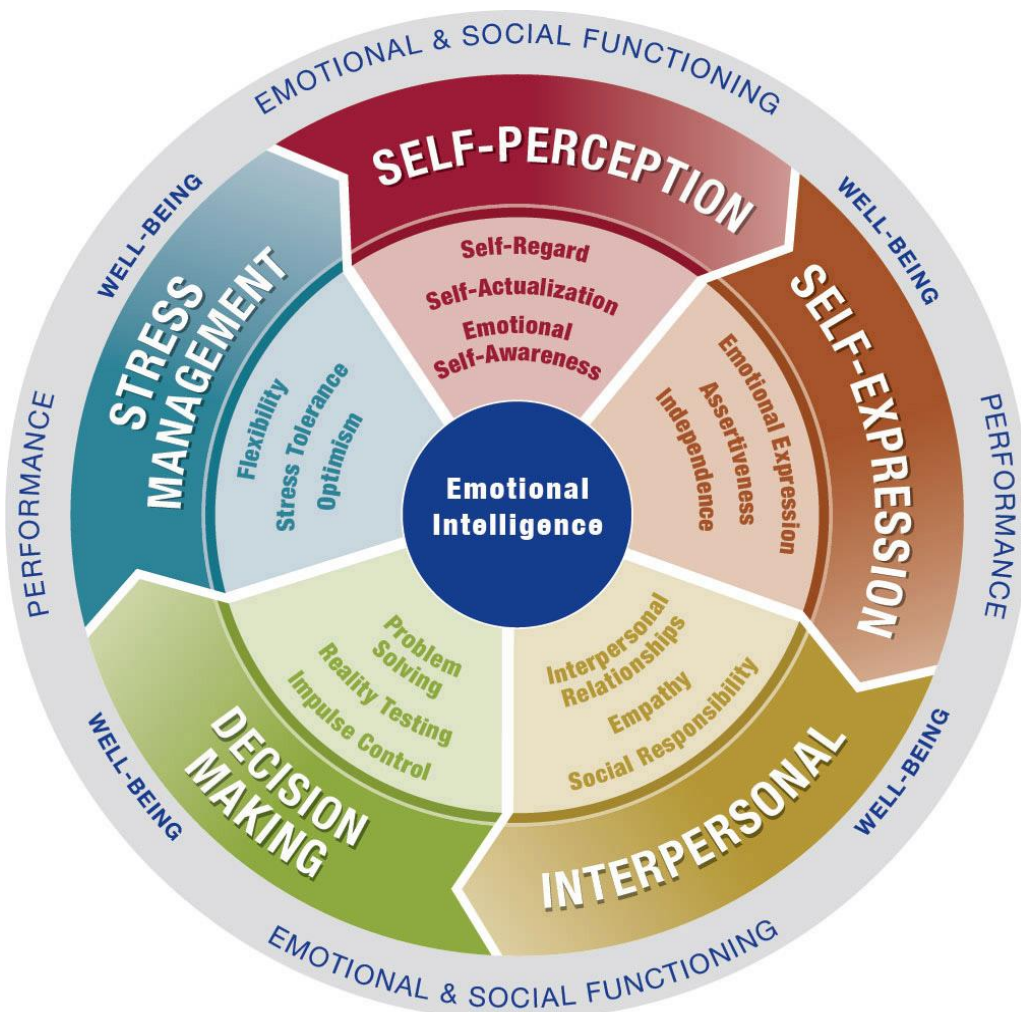 EMOTIONAL & SOCIAL FUNCTIONING
WELL-BEING
WELL-BEING
PERFORMANCE
PERFORMANCE
WELL-BEING
WELL-BEING
EMOTIONAL & SOCIAL FUNCTIONING
SELF-PERCEPTION
Self-Regard
Self-Actualization
Emotional
Self-Awareness
SELF-EXPRESSION
Emotional Expression
Assertiveness
Independence
INTERPERSONAL
Interpersonal
Relationships
Empathy
Social Responsibility
DECISION
MAKING
Problem
Solving
Reality Testing
Impulse Control
STRESS
MANAGEMENT
Flexibility
Stress Tolerance
Optimism
Emotional
Intelligence